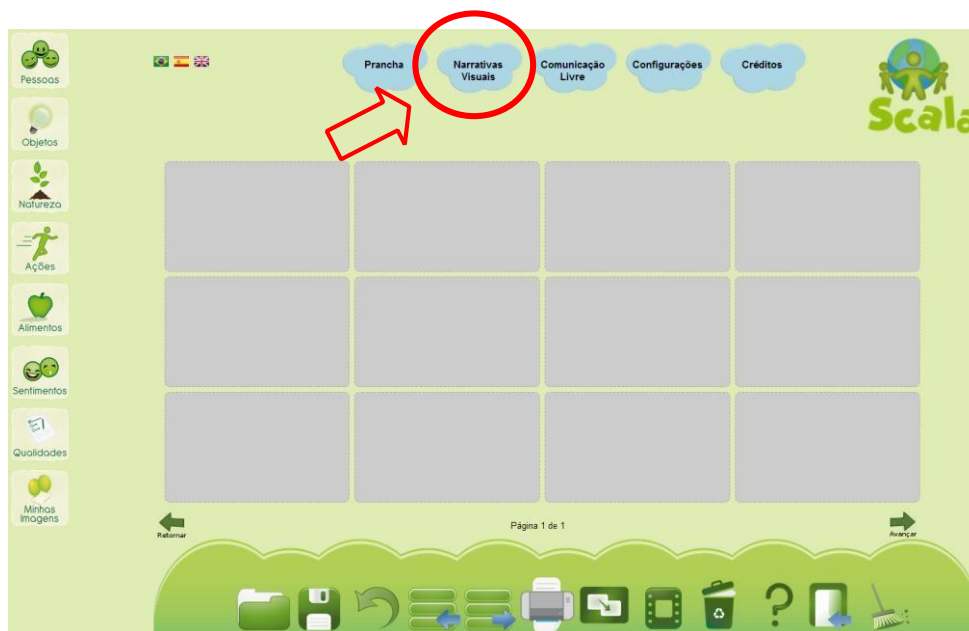 Pessoas
Objetos
Natureza
Ações
Alimentos
Sentimentos
Qualidades
Minhas
Imagens
Prancha
Narrativas
Visuais
Comunicação
Livre
Configurações
Créditos
Scala
Retornar
Página 1 de 1
Avançar